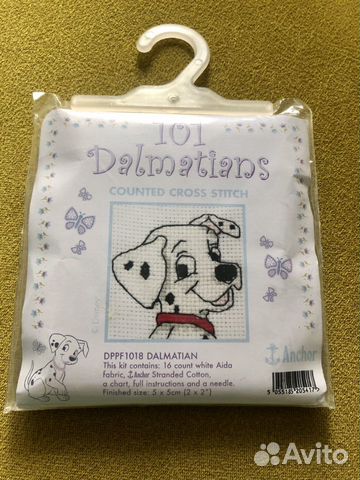 101
Dalmatians
COUNTED CROSS STITCH
© Disney
DPPF1018 DALMATIAN
This kit contains: 16 count white Aida
fabric, Anchor Stranded Cotton,
a chart, full instructions and a needle.
Finished size: 5 x 5cm (2 x 2")
Anchor
Avito